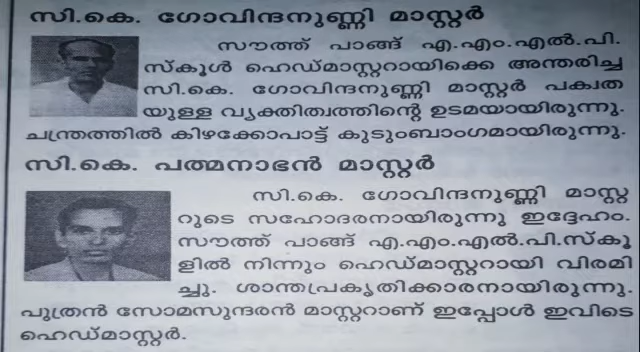 സി.കെ. ഗോവിന്ദനുണ്ണി മാസ്റ്റർ
സൗത്ത് പാങ്ങ് എ.എം.എൽ.പി.
സ്കൂൾ ഹെഡ്മാസ്റ്ററായിക്കെ അന്തരിച്ച
സി.കെ. ഗോവിന്ദനുണ്ണി മാസ്റ്റർ പക്വത
യുള്ള വ്യക്തിത്വത്തിന്റെ ഉടമയായിരുന്നു.
ചന്ത്രത്തിൽ കിഴക്കോപാട്ട് കുടുംബാംഗമായിരുന്നു.
സി.കെ. പത്മനാഭൻ മാസ്റ്റർ
സി.കെ. ഗോവിന്ദനുണ്ണി മാസ്റ്റ
റുടെ സഹോദരനായിരുന്നു ഇദ്ദേഹം.
സൗത്ത് പാങ്ങ് എ.എം.എൽ.പി.സ്കൂ
ളിൽ നിന്നും ഹെഡ്മാസ്റ്ററായി വിരമി
ച്ചു. ശാന്തപ്രകൃതിക്കാരനായിരുന്നു.
പുത്രൻ സോമസുന്ദരൻ മാസ്റ്ററാണ് ഇപ്പോൾ ഇവിടെ
ഹെഡ്മാസ്റ്റർ.